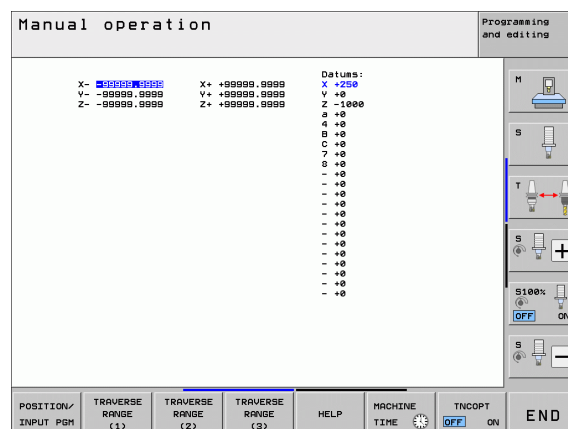 Manual operation
Programming
and editing
Datums:
X- -99999.9999 X+ +99999.9999 X +250
Y- -99999.9999 Y+ +99999.9999 Y +0
Z- -99999.9999 Z+ +99999.9999 Z -1000
a +0
4 +0
B +0
C +0
7 +0
8 +0
- +0
- +0
- +0
- +0
- +0
- +0
- +0
- +0
- +0
- +0
- +0
- +0
- +0
M
S
T
S
+
S100%
OFF ON
S
-
POSITION/
INPUT PGM
TRAVERSE
RANGE
(1)
TRAVERSE
RANGE
(2)
TRAVERSE
RANGE
(3)
HELP
MACHINE
TIME
TNCOPT
OFF ON
END